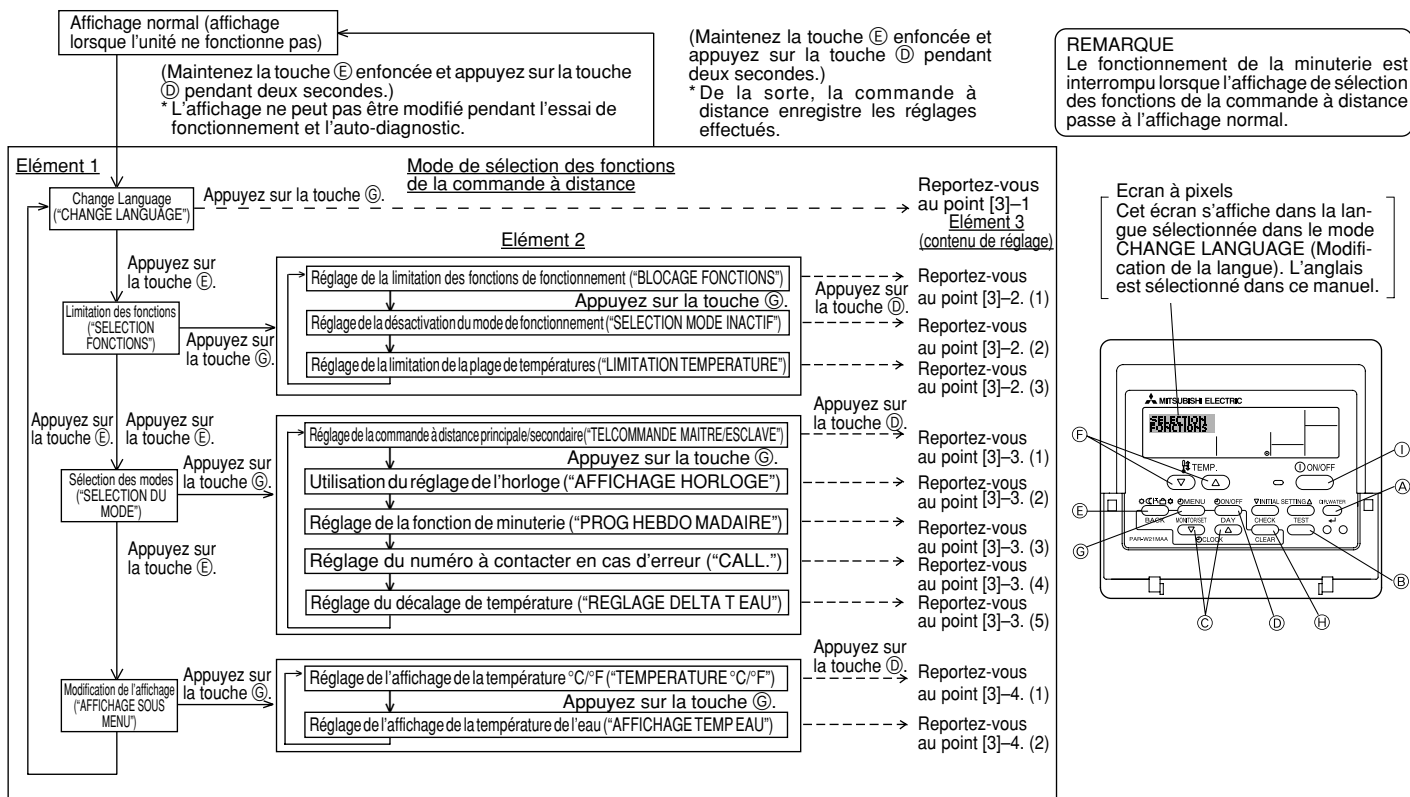 Affichage normal (affichage
lorsque l'unité ne fonctionne pas)
(Maintenez la touche Ⓔ enfoncée et appuyez sur la touche
Ⓓ pendant deux secondes.)
* L'affichage ne peut pas être modifié pendant l'essai de
fonctionnement et l'auto-diagnostic.
(Maintenez la touche Ⓔ enfoncée et
appuyez sur la touche Ⓓ pendant
deux secondes.)
* De la sorte, la commande à
distance enregistre les réglages
effectués.
REMARQUE
Le fonctionnement de la minuterie est
interrompu lorsque l'affichage de sélection
des fonctions de la commande à distance
passe à l'affichage normal.
Elément 1
Mode de sélection des fonctions
de la commande à distance
Change Language
("CHANGE LANGUAGE")
Appuyez sur la touche Ⓖ.
Reportez-vous
au point [3]–1
Elément 3
(contenu de réglage)
Elément 2
Appuyez sur
la touche Ⓔ.
Limitation des fonctions
("SELECTION
FONCTIONS")
Appuyez sur
la touche Ⓖ.
Réglage de la limitation des fonctions de fonctionnement ("BLOCAGE FONCTIONS")
Appuyez sur la touche Ⓖ.
Appuyez sur
la touche Ⓓ.
Reportez-vous
au point [3]–2. (1)
Réglage de la désactivation du mode de fonctionnement ("SELECTION MODE INACTIF")
Reportez-vous
au point [3]–2. (2)
Réglage de la limitation de la plage de températures ("LIMITATION TEMPERATURE")
Reportez-vous
au point [3]–2. (3)
Appuyez sur
la touche Ⓔ.
Appuyez sur
la touche Ⓔ.
Sélection des modes
("SELECTION DU
MODE")
Appuyez sur
la touche Ⓖ.
Appuyez sur
la touche Ⓓ.
Réglage de la commande à distance principale/secondaire ("TELCOMMANDE MAITRE/ESCLAVE")
Appuyez sur la touche Ⓖ.
Reportez-vous
au point [3]–3. (1)
Utilisation du réglage de l'horloge ("AFFICHAGE HORLOGE")
Reportez-vous
au point [3]–3. (2)
Réglage de la fonction de minuterie ("PROG HEBDO MADAIRE")
Reportez-vous
au point [3]–3. (3)
Réglage du numéro à contacter en cas d'erreur ("CALL.")
Reportez-vous
au point [3]–3. (4)
Réglage du décalage de température ("REGLAGE DELTA T EAU")
Reportez-vous
au point [3]–3. (5)
Appuyez sur
la touche Ⓔ.
Modification de l'affichage
("AFFICHAGE SOUS
MENU")
Appuyez sur
la touche Ⓖ.
Appuyez sur
la touche Ⓓ.
Réglage de l'affichage de la température °C/°F ("TEMPERATURE °C/°F")
Appuyez sur la touche Ⓖ.
Reportez-vous
au point [3]–4. (1)
Réglage de l'affichage de la température de l'eau ("AFFICHAGE TEMP EAU")
Reportez-vous
au point [3]–4. (2)
Ecran à pixels
Cet écran s'affiche dans la lan-
gue sélectionnée dans le mode
CHANGE LANGUAGE (Modifi-
cation de la langue). L'anglais
est sélectionné dans ce manuel.
MITSUBISHI ELECTRIC
SELECTION
FONCTIONS
TEMP.
ON/OFF
MENU
ON/OFF
INITIAL SETTING
CIR.WATER
BACK
MONITOR/SET
DAY
CHECK
TEST
PAR-W21MAA
CLOCK
CLEAR
Ⓕ
Ⓔ
Ⓖ
Ⓒ
Ⓓ
Ⓗ
Ⓑ
Ⓐ
Ⓘ